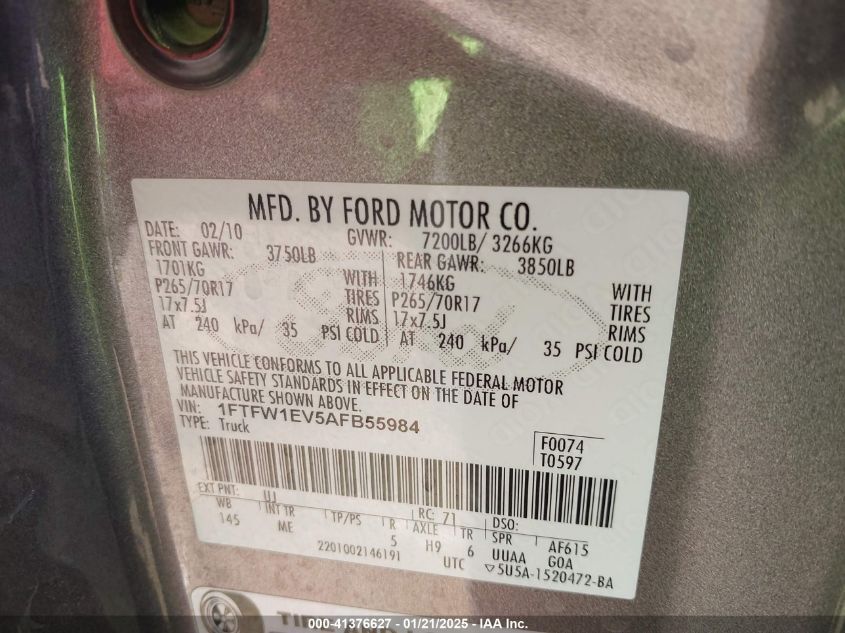 MFD. BY FORD MOTOR CO.
DATE: 02/10 GVWR: 7200LB/ 3266KG
FRONT GAWR: 3750LB REAR GAWR: 3850LB
1701KG WITH 1746KG WITH
P265/70R17 TIRES P265/70R17 TIRES
17x7.5J RIMS 17x7.5J RIMS
AT 240 kPa/ 35 PSI COLD AT 240 kPa/ 35 PSI COLD
THIS VEHICLE CONFORMS TO ALL APPLICABLE FEDERAL MOTOR
VEHICLE SAFETY STANDARDS IN EFFECT ON THE DATE OF
MANUFACTURE SHOWN ABOVE.
VIN: 1FTFW1EV5AFB55984
TYPE: Truck
F0074
T0597
EXT PNT: UJ RC: 71 DSO:
WB INT TR TP/PS R AXLE TR SPR AF615
145 ME 5 H9 6 UUAA GOA
2201002146191 UTC ▽5U5A-1520472-BA
000-41376627 - 01/21/2025 - IAA Inc.